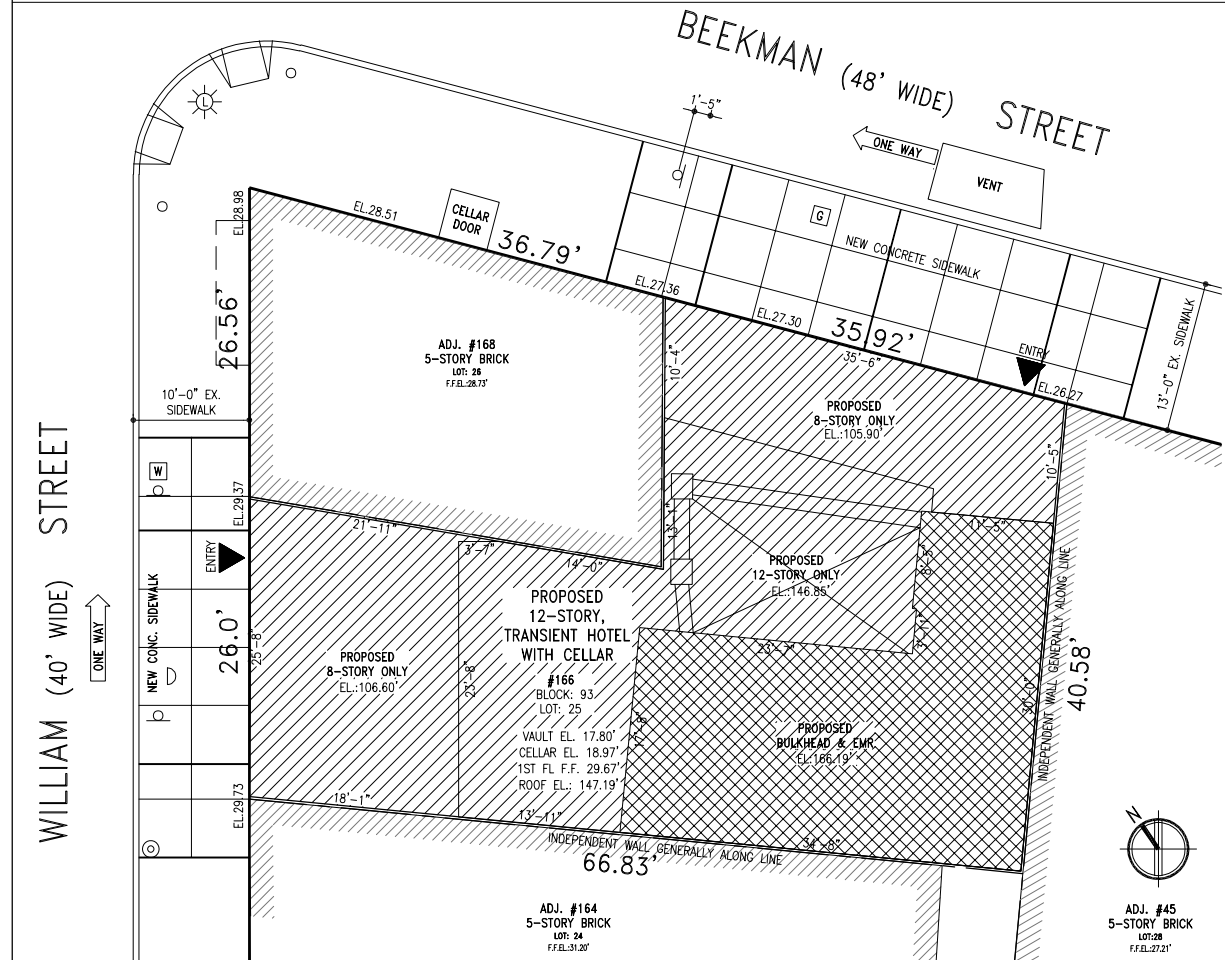 BEEKMAN (48' WIDE) STREET
1'-5"
ONE WAY
VENT
L
G
NEW CONCRETE SIDEWALK
13'-0" EX. SIDEWALK
EL.28.98
EL.28.51
CELLAR
DOOR
36.79'
EL.27.36
EL.27.30
35.92'
35'-6"
ENTRY
EL.26.27
26.56'
ADJ. #168
5-STORY BRICK
LOT: 26
F.F.EL.:28.73'
10'-4"
PROPOSED
8-STORY ONLY
EL.:105.90'
10'-5"
10'-0" EX.
SIDEWALK
WILLIAM (40' WIDE) STREET
ONE WAY
W
NEW CONC. SIDEWALK
EL.29.37
ENTRY
26.0'
25'-8"
EL.29.73
21'-11"
3'-7"
14'-0"
13'-1"
11'-5"
8'-5"
PROPOSED
12-STORY ONLY
EL.:146.85'
3'-11"
23'-7"
PROPOSED
12-STORY,
TRANSIENT HOTEL
WITH CELLAR
#166
BLOCK: 93
LOT: 25
VAULT EL. 17.80'
CELLAR EL. 18.97'
1ST FL F.F. 29.67'
ROOF EL.: 147.19'
PROPOSED
8-STORY ONLY
EL.:106.60'
23'-8"
17'-8"
PROPOSED
BULKHEAD & EMR
EL:166.19'
30'-0"
INDEPENDENT WALL GENERALLY ALONG LINE
40.58'
18'-1"
13'-11"
34'-8"
INDEPENDENT WALL GENERALLY ALONG LINE
66.83'
N
ADJ. #164
5-STORY BRICK
LOT: 24
F.F.EL.:31.20'
ADJ. #45
5-STORY BRICK
LOT:28
F.F.EL.:27.21'